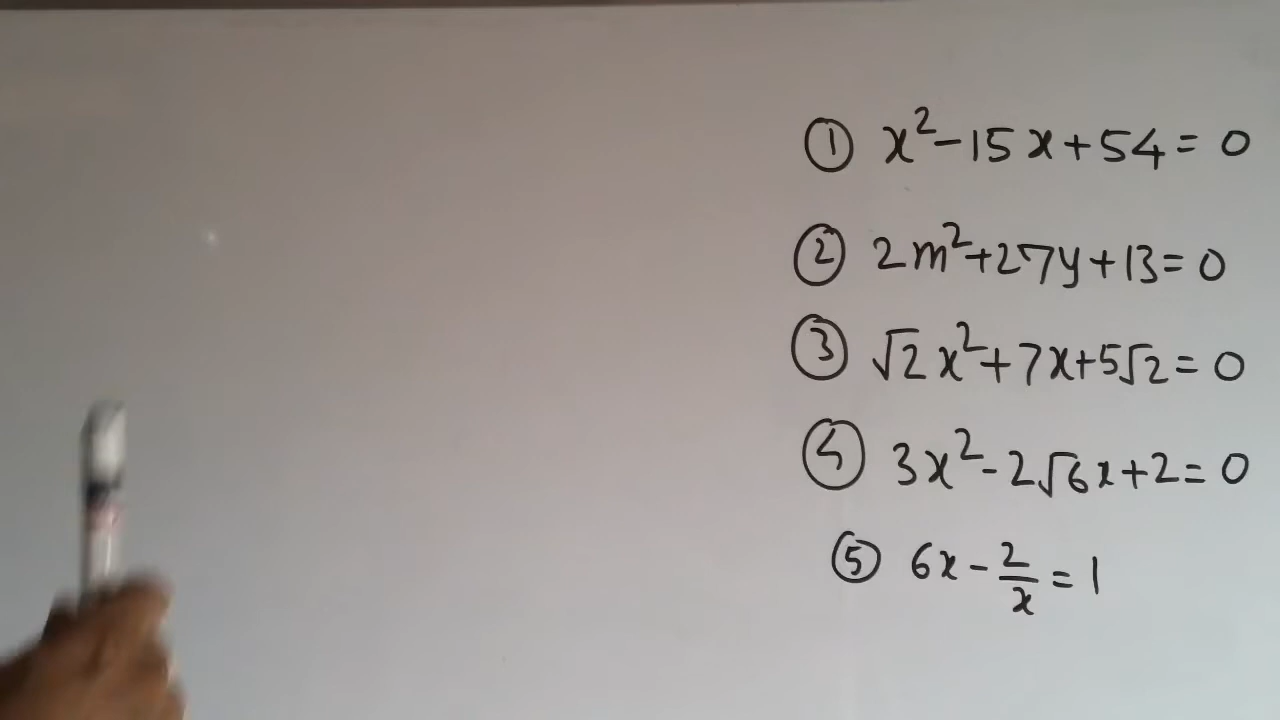 ① x²-15x+54=0
② 2m²+27y+13=0
③ √2x²+7x+5√2=0
④ 3x²-2√6x+2=0
⑤ 6x-2/x=1